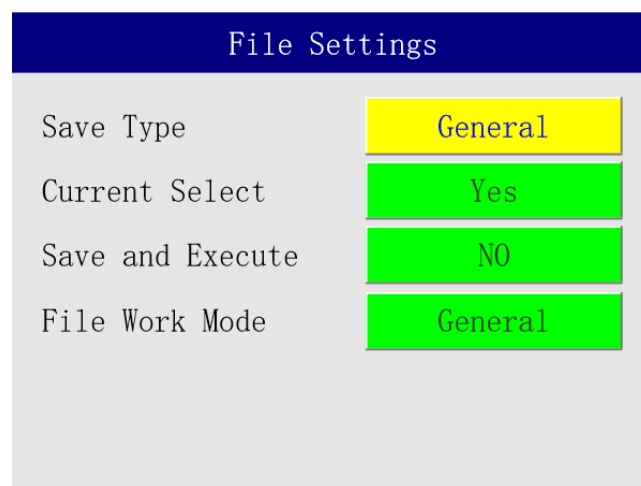 File Settings
Save Type General
Current Select Yes
Save and Execute NO
File Work Mode General